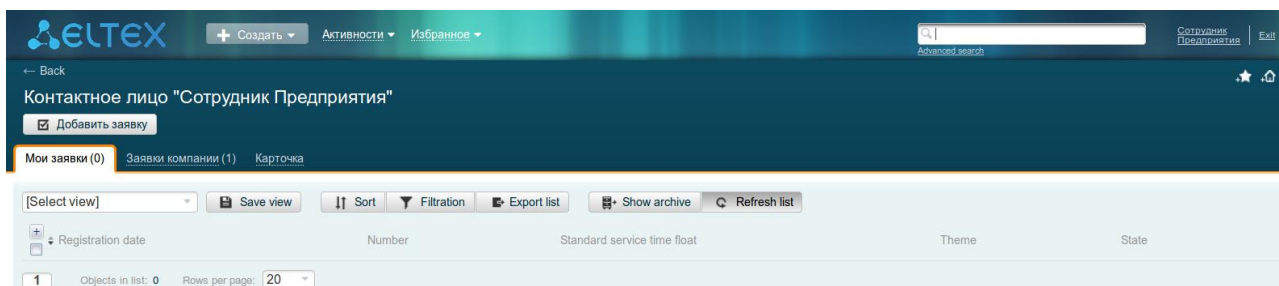 ELTEX
Создать
Активности
Избранное
Advanced search
Сотрудник
Предприятия
Exit
← Back
Контактное лицо "Сотрудник Предприятия"
Добавить заявку
Мои заявки (0) Заявки компании (1) Карточка
[Select view] Save view Sort Filtration Export list Show archive Refresh list
Registration date Number Standard service time float Theme State
1 Objects in list: 0 Rows per page: 20